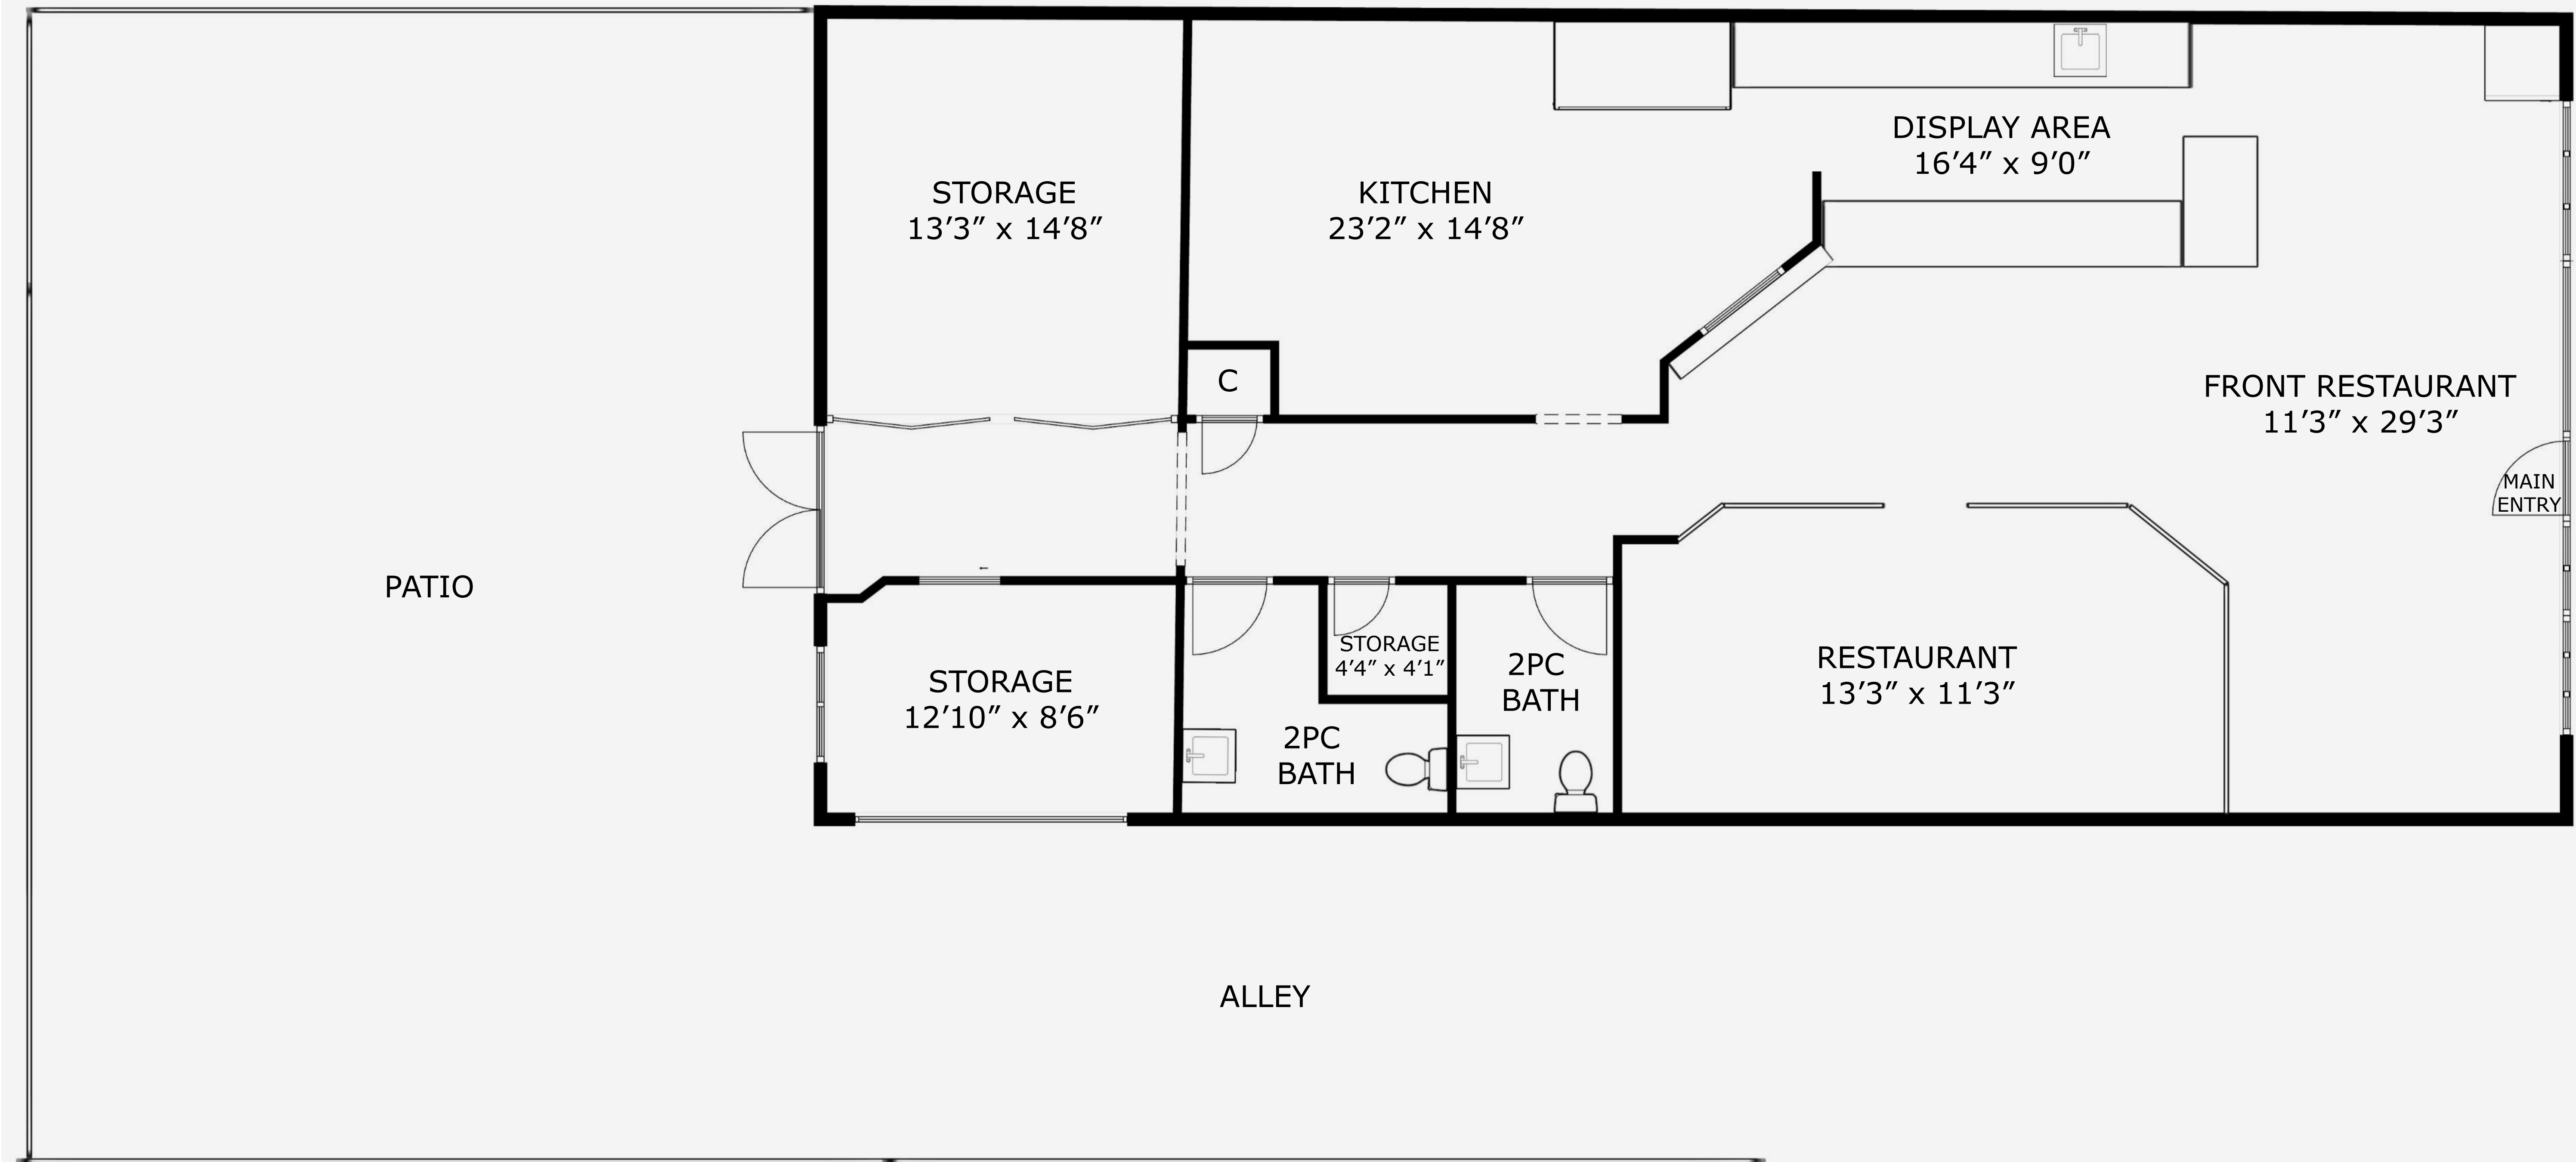 DISPLAY AREA
16’4” x 9’0”
STORAGE
13’3” x 14’8”
KITCHEN
23’2” x 14’8”
C
FRONT RESTAURANT
11’3” x 29’3”
MAIN
ENTRY
PATIO
STORAGE
12’10” x 8’6”
STORAGE
4’4” x 4’1”
2PC
BATH
2PC
BATH
RESTAURANT
13’3” x 11’3”
ALLEY